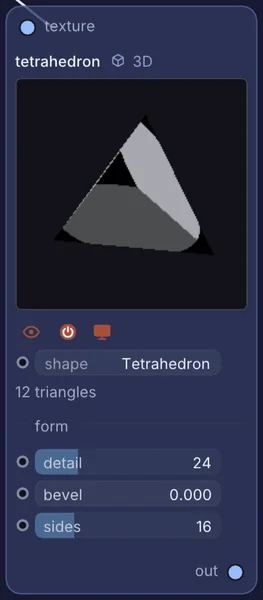 texture
tetrahedron 3D
shape Tetrahedron
12 triangles
form
detail 24
bevel 0.000
sides 16
out